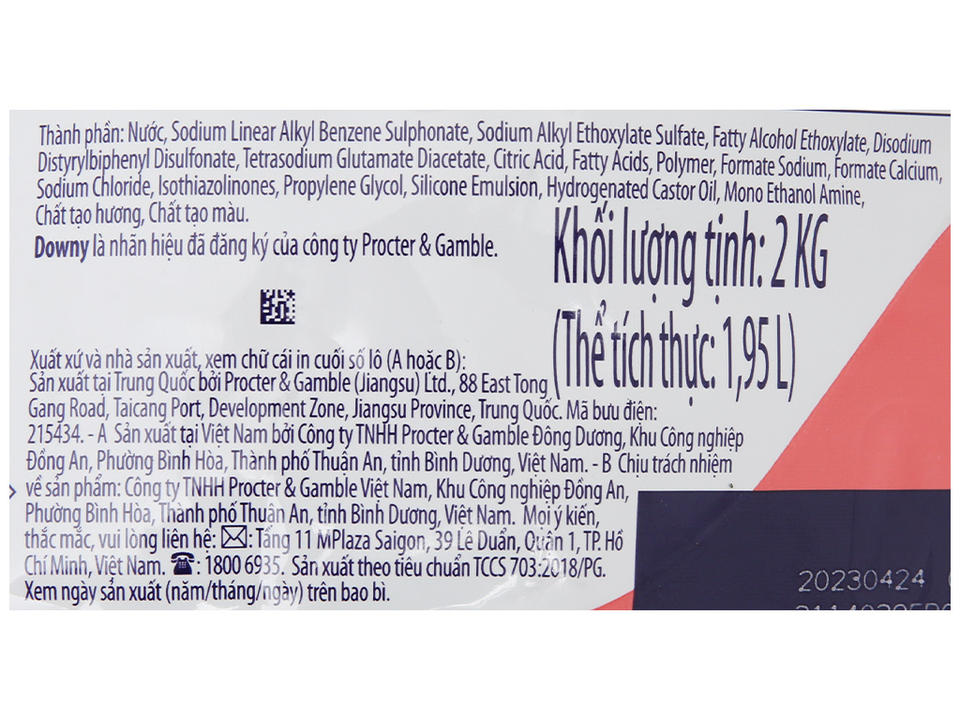 Thành phần: Nước, Sodium Linear Alkyl Benzene Sulphonate, Sodium Alkyl Ethoxylate Sulfate, Fatty Alcohol Ethoxylate, Disodium
Distyrylbiphenyl Disulfonate, Tetrasodium Glutamate Diacetate, Citric Acid, Fatty Acids, Polymer, Formate Sodium, Formate Calcium,
Sodium Chloride, Isothiazolinones, Propylene Glycol, Silicone Emulsion, Hydrogenated Castor Oil, Mono Ethanol Amine,
Chất tạo hương, Chất tạo màu.
Downy là nhãn hiệu đã đăng ký của công ty Procter & Gamble.
Khối lượng tịnh: 2 KG
(Thể tích thực: 1,95 L)
Xuất xứ và nhà sản xuất, xem chữ cái in cuối số lô (A hoặc B):
Sản xuất tại Trung Quốc bởi Procter & Gamble (Jiangsu) Ltd., 88 East Tong
Gang Road, Taicang Port, Development Zone, Jiangsu Province, Trung Quốc. Mã bưu điện:
215434. - A Sản xuất tại Việt Nam bởi Công ty TNHH Procter & Gamble Đông Dương, Khu Công nghiệp
Đồng An, Phường Bình Hòa, Thành phố Thuận An, tỉnh Bình Dương, Việt Nam. - B Chịu trách nhiệm
về sản phẩm: Công ty TNHH Procter & Gamble Việt Nam, Khu Công nghiệp Đồng An,
Phường Bình Hòa, Thành phố Thuận An, tỉnh Bình Dương, Việt Nam. Mọi ý kiến,
thắc mắc, vui lòng liên hệ: : Tầng 11 MPlaza Saigon, 39 Lê Duẩn, Quận 1, TP. Hồ
Chí Minh, Việt Nam. : 1800 6935. Sản xuất theo tiêu chuẩn TCCS 703:2018/PG.
Xem ngày sản xuất (năm/tháng/ngày) trên bao bì.
20230424